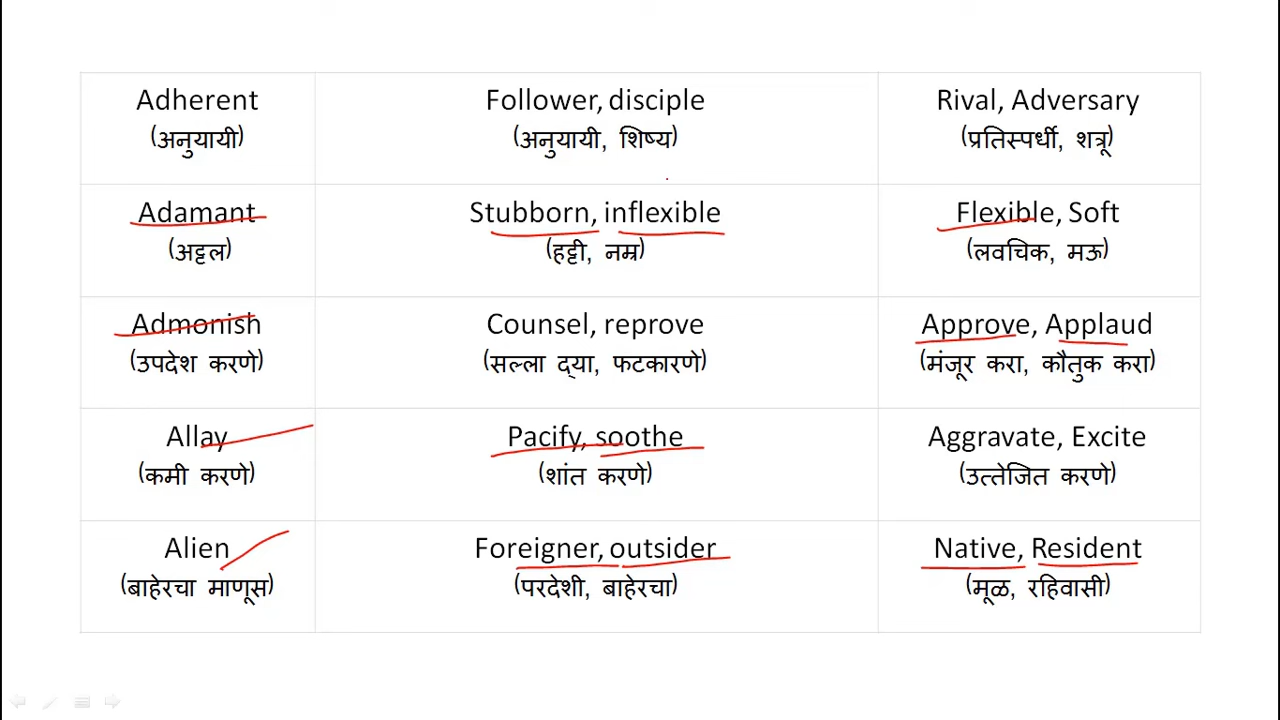 Adherent
(अनुयायी)
Follower, disciple
(अनुयायी, शिष्य)
Rival, Adversary
(प्रतिस्पर्धी, शत्रू)
Adamant
(अट्टल)
Stubborn, inflexible
(हट्टी, नम्र)
Flexible, Soft
(लवचिक, मऊ)
Admonish
(उपदेश करणे)
Counsel, reprove
(सल्ला द्‌या, फटकारणे)
Approve, Applaud
(मंजूर करा, कौतुक करा)
Allay
(कमी करणे)
Pacify, soothe
(शांत करणे)
Aggravate, Excite
(उत्तेजित करणे)
Alien
(बाहेरचा माणूस)
Foreigner, outsider
(परदेशी, बाहेरचा)
Native, Resident
(मूळ, रहिवासी)